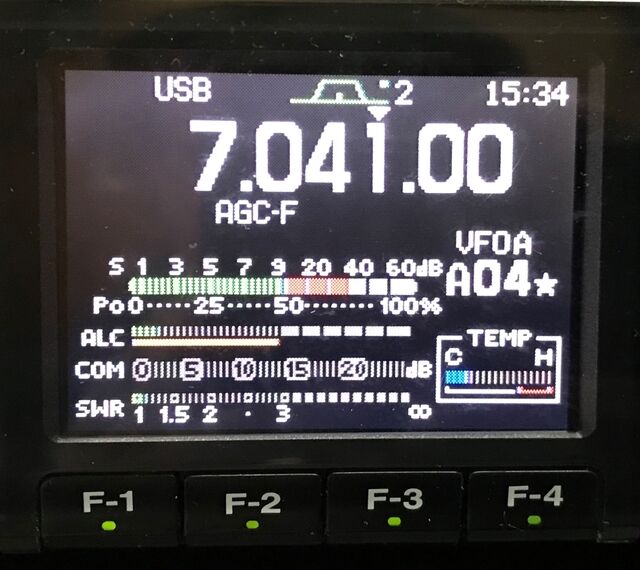 USB 2 15:34
7.041.00
AGC-F
VFOA
S 1 3 5 7 9 20 40 60dB
A04★
Po 0 25 50 100%
ALC
TEMP
C H
COM 0 5 10 15 20 dB
SWR 1 1.5 2 3 ∞
F-1 F-2 F-3 F-4